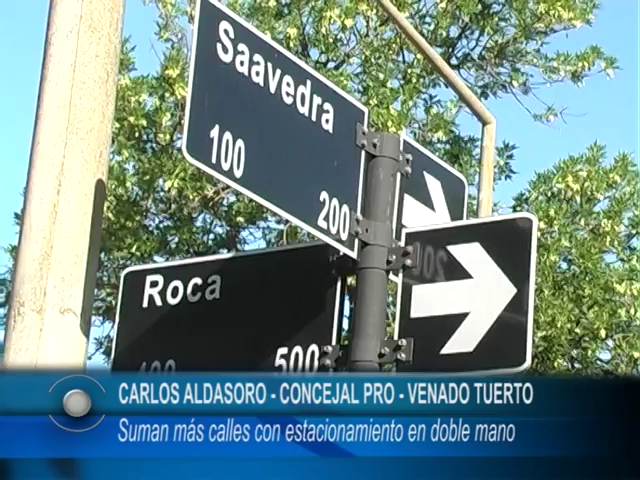 Saavedra
100
200
Roca
500
CARLOS ALDASORO - CONCEJAL PRO - VENADO TUERTO
Suman más calles con estacionamiento en doble mano